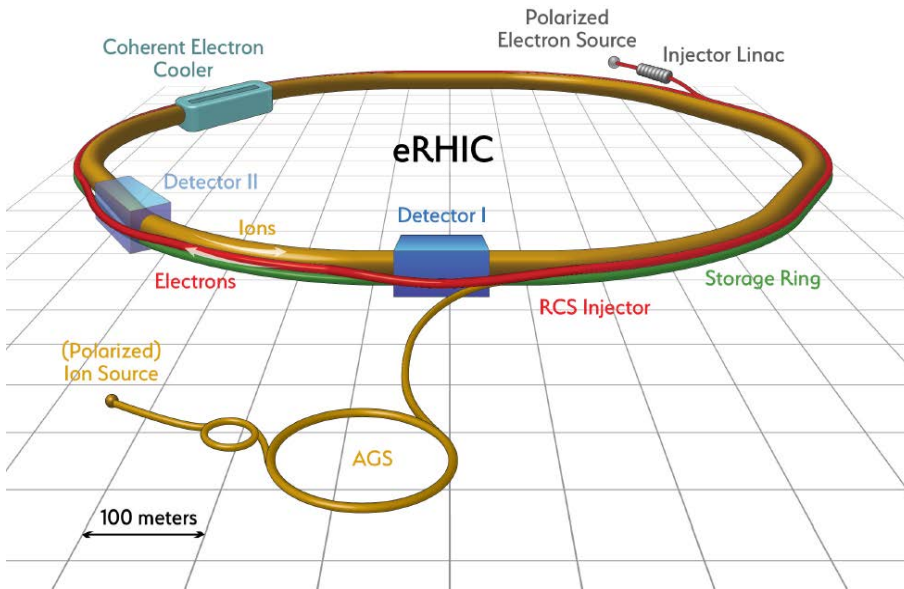 Polarized
Electron Source
Injector Linac
Coherent Electron
Cooler
eRHIC
Detector II
Detector I
Ions
Electrons
Storage Ring
RCS Injector
(Polarized)
Ion Source
AGS
100 meters